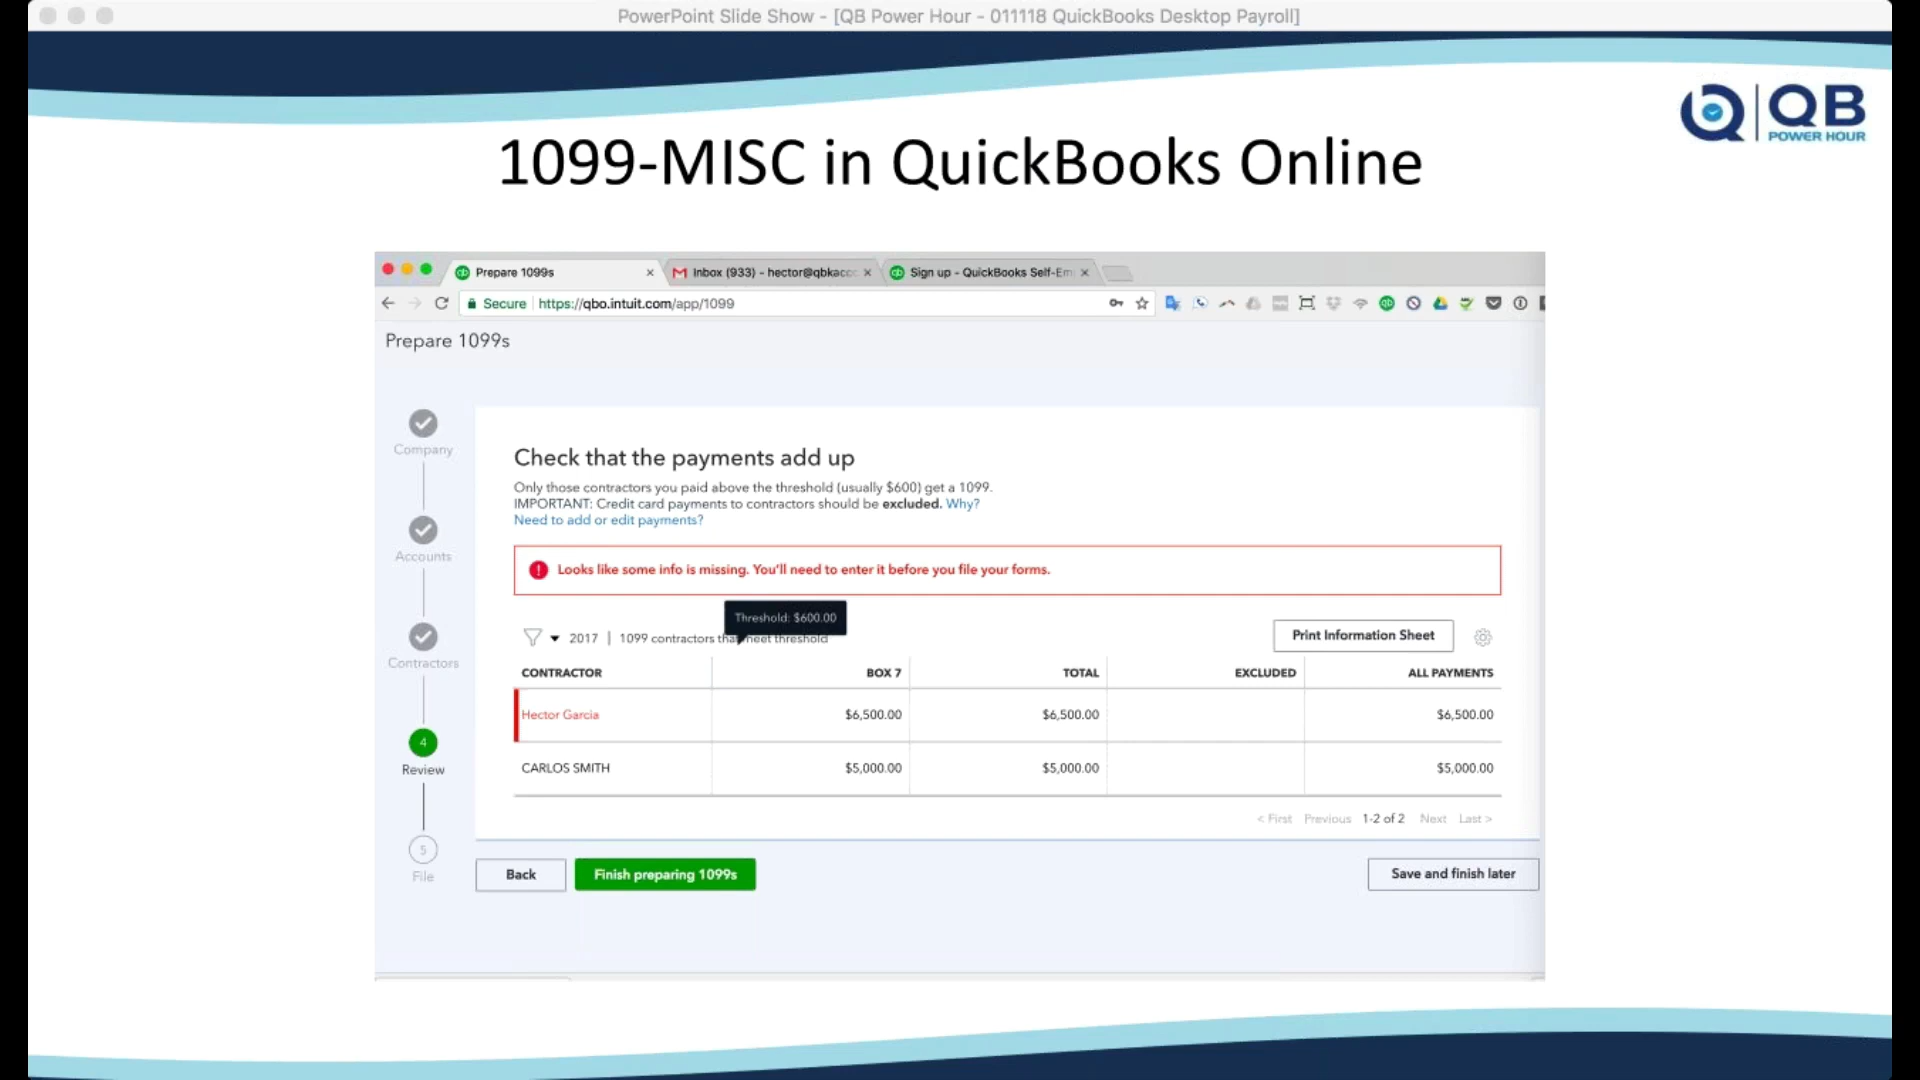 PowerPoint Slide Show - [QB Power Hour - 011118 QuickBooks Desktop Payroll]
QB
POWER HOUR
1099-MISC in QuickBooks Online
Prepare 1099s
Inbox (933) - hector@qbkacc
Sign up - QuickBooks Self-Em
Secure https://qbo.intuit.com/app/1099
Prepare 1099s
Company
Accounts
Contractors
4
Review
5
File
Check that the payments add up
Only those contractors you paid above the threshold (usually $600) get a 1099.
IMPORTANT: Credit card payments to contractors should be excluded. Why?
Need to add or edit payments?
Looks like some info is missing. You'll need to enter it before you file your forms.
Threshold: $600.00
2017 | 1099 contractors that meet threshold
Print Information Sheet
CONTRACTOR BOX 7 TOTAL EXCLUDED ALL PAYMENTS
Hector Garcia $6,500.00 $6,500.00 $6,500.00
CARLOS SMITH $5,000.00 $5,000.00 $5,000.00
< First Previous 1-2 of 2 Next Last >
Back
Finish preparing 1099s
Save and finish later